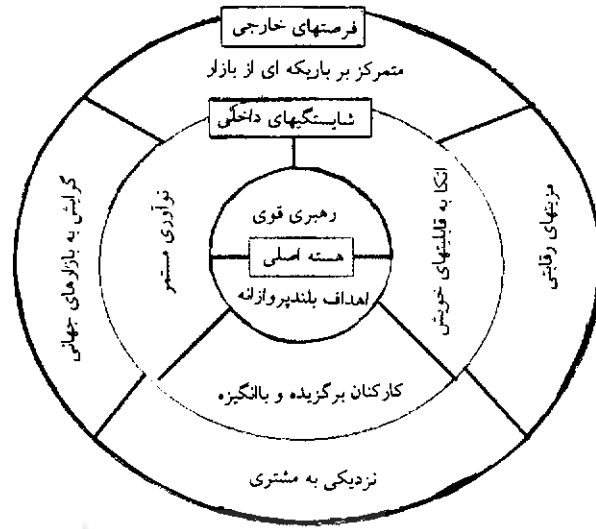 فرصتهای خارجی
متمرکز بر باریکه ای از بازار
شایستگیهای داخلی
گرایش به بازارهای جهانی
نوآوری مستمر
رهبری قوی
هسته اصلی
اهداف بلندپروازانه
اتکا به قابلیتهای خویش
مزیتهای رقابتی
کارکنان برگزیده و باانگیزه
نزدیکی به مشتری